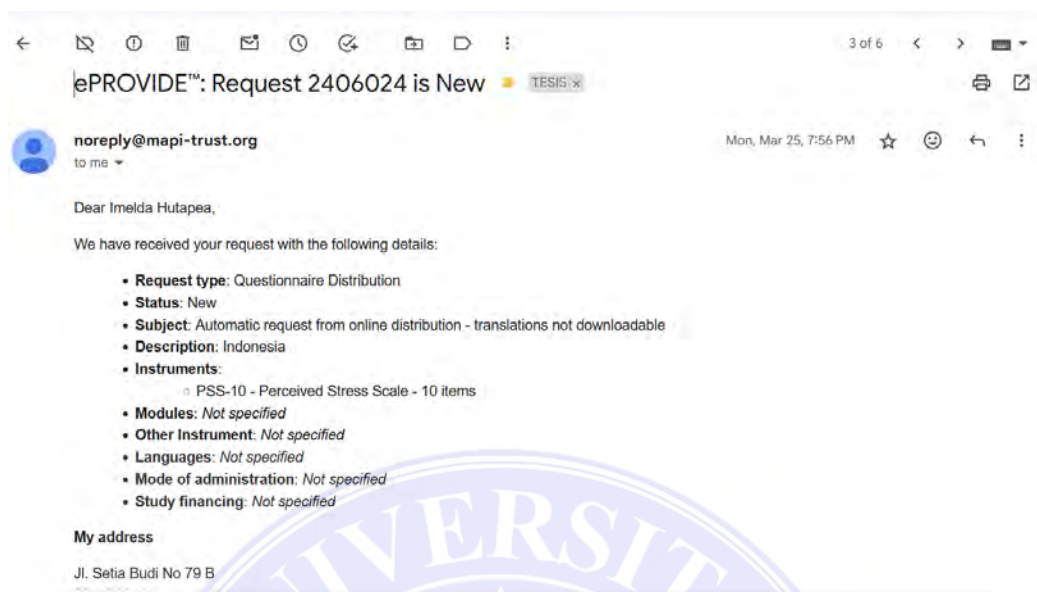 3 of 6
ePROVIDE™: Request 2406024 is New
TESIS x
noreply@mapi-trust.org
Mon, Mar 25, 7:56 PM
to me
Dear Imelda Hutapea,
We have received your request with the following details:
• Request type: Questionnaire Distribution
• Status: New
• Subject: Automatic request from online distribution - translations not downloadable
• Description: Indonesia
• Instruments:
○ PSS-10 - Perceived Stress Scale - 10 items
• Modules: Not specified
• Other Instrument: Not specified
• Languages: Not specified
• Mode of administration: Not specified
• Study financing: Not specified
My address
Jl. Setia Budi No 79 B